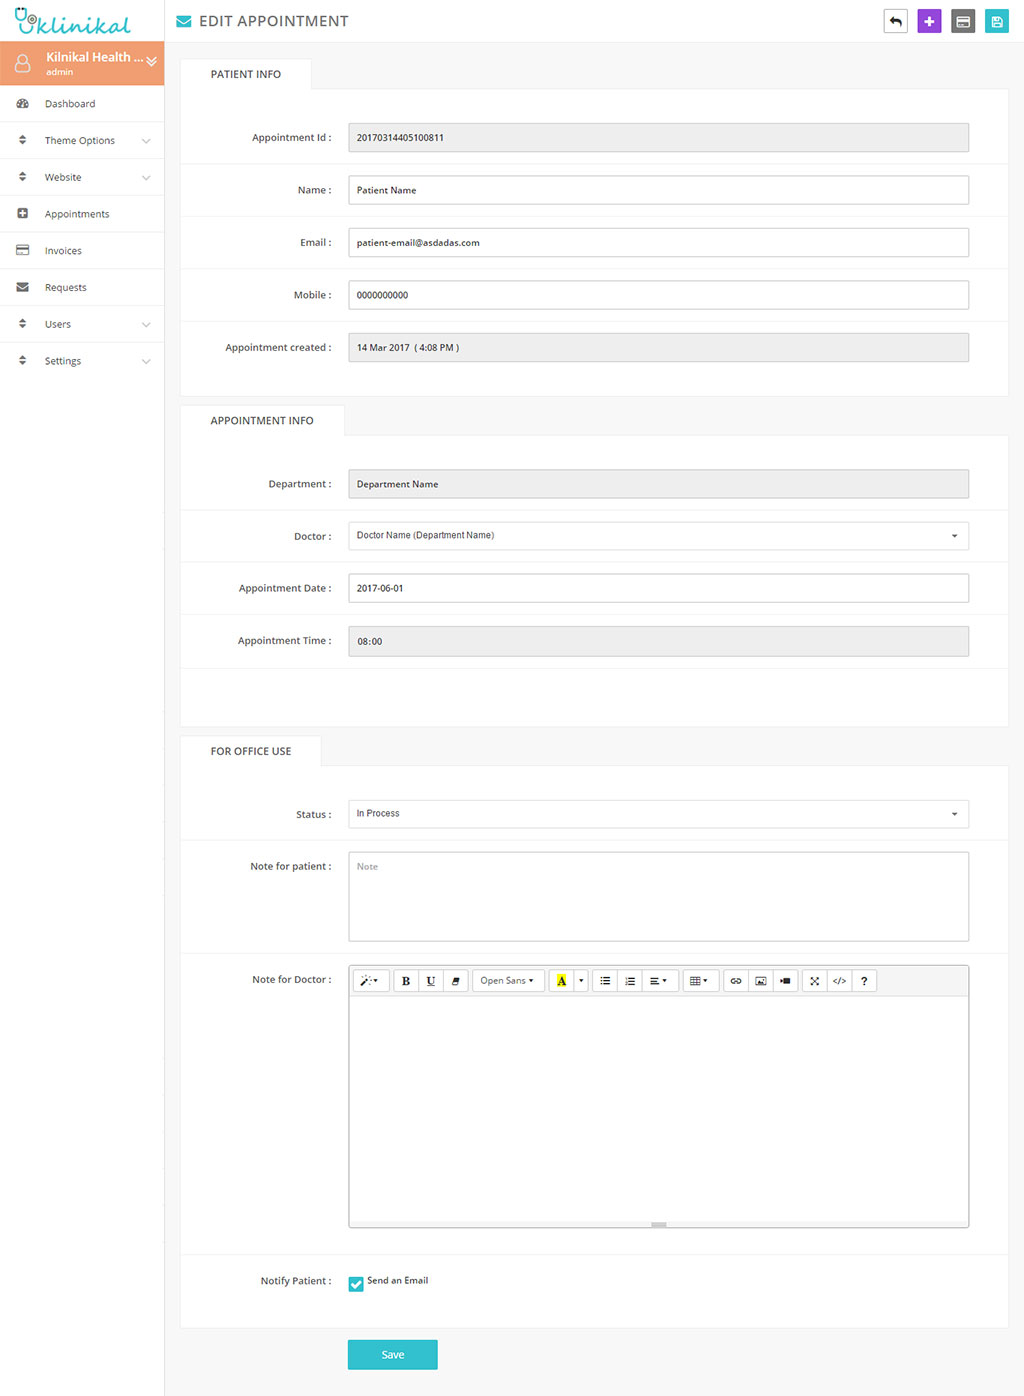 klinikal
EDIT APPOINTMENT
Kilnikal Health ...
admin
Dashboard
Theme Options
Website
Appointments
Invoices
Requests
Users
Settings
PATIENT INFO
Appointment Id : 20170314405100811
Name : Patient Name
Email : patient-email@asdadas.com
Mobile : 0000000000
Appointment created : 14 Mar 2017 ( 4:08 PM )
APPOINTMENT INFO
Department : Department Name
Doctor : Doctor Name (Department Name)
Appointment Date : 2017-06-01
Appointment Time : 08:00
FOR OFFICE USE
Status : In Process
Note for patient : Note
Note for Doctor : B U Open Sans A </> ?
Notify Patient : Send an Email
Save